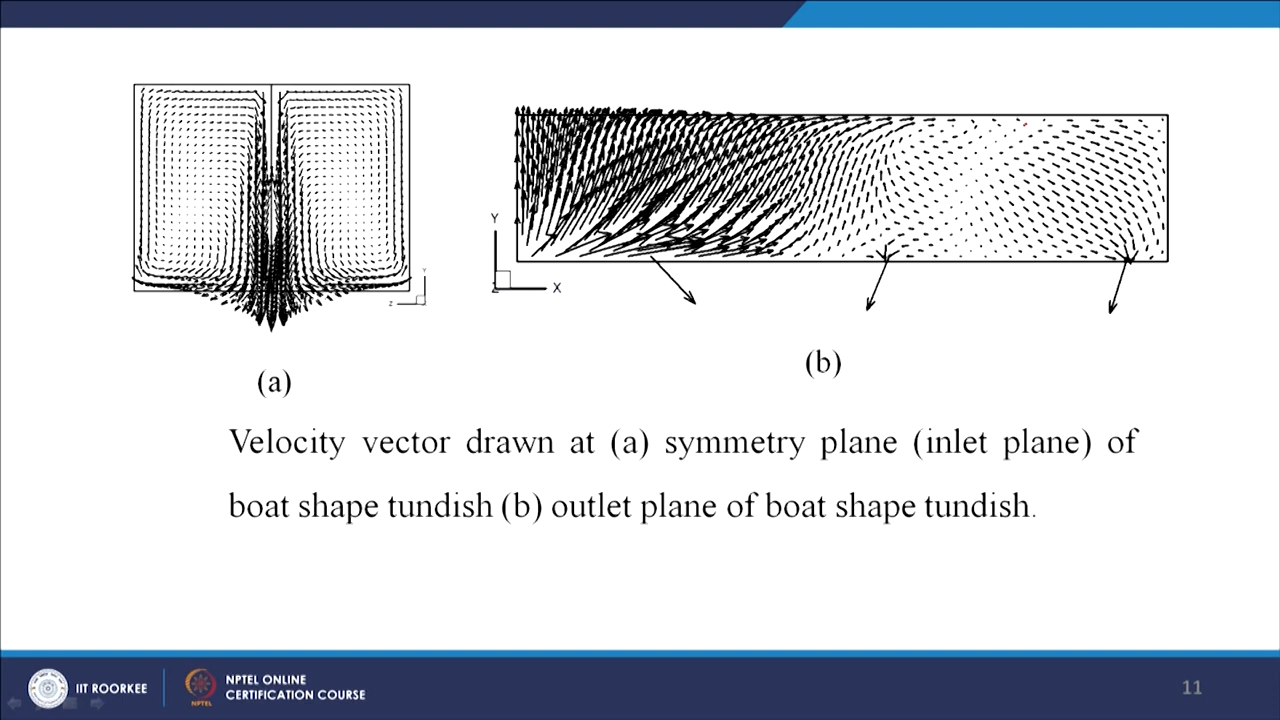 Y
Z
Y
Z
X
(a)
(b)
Velocity vector drawn at (a) symmetry plane (inlet plane) of
boat shape tundish (b) outlet plane of boat shape tundish.
IIT ROORKEE
NPTEL
NPTEL ONLINE
CERTIFICATION COURSE
11